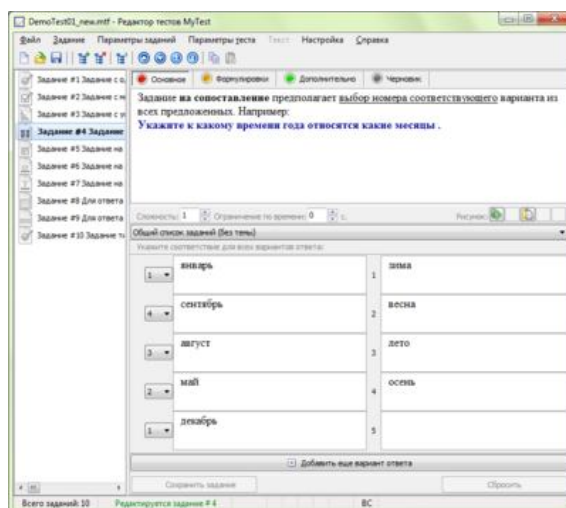 DemoTest01_new.mtf - Редактор тестов MyTest
Файл Задание Параметры заданий Параметры теста Текст Настройка Справка
Основное Формулировки Дополнительно Черновик
Задание #1 Задание с о,
Задание #2 Задание с м
Задание #3 Задание с у
Задание #4 Задание
Задание #5 Задание на
Задание #6 Задание на
Задание #7 Задание на
Задание #8 Для ответа
Задание #9 Для ответа
Задание #10 Задание ти
Задание на сопоставление предполагает выбор номера соответствующего варианта из
всех предложенных. Например:
Укажите к какому времени года относятся какие месяцы .
Сложность: 1 Ограничение по времени: 0 с. Рисунок:
Общий список заданий (без темы)
Укажите соответствие для всех вариантов ответа:
1 январь 1 зима
4 сентябрь 2 весна
3 август 3 лето
2 май 4 осень
1 декабрь 5
Добавить еще вариант ответа
Сохранить задание Сбросить
Всего заданий: 10 Редактируется задание # 4 ВС